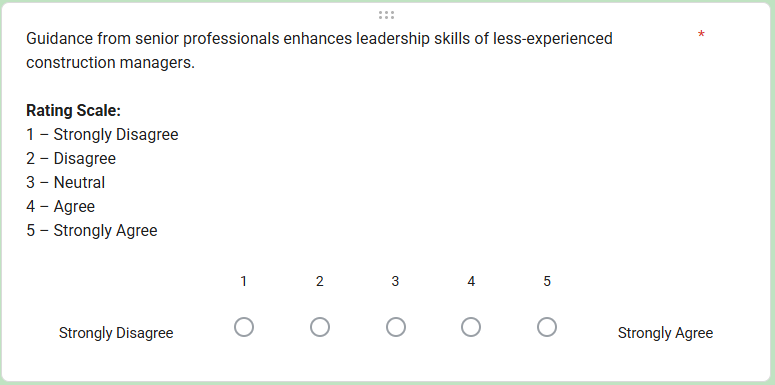 Guidance from senior professionals enhances leadership skills of less-experienced *
construction managers.
Rating Scale:
1 – Strongly Disagree
2 – Disagree
3 – Neutral
4 – Agree
5 – Strongly Agree
1 2 3 4 5
Strongly Disagree Strongly Agree